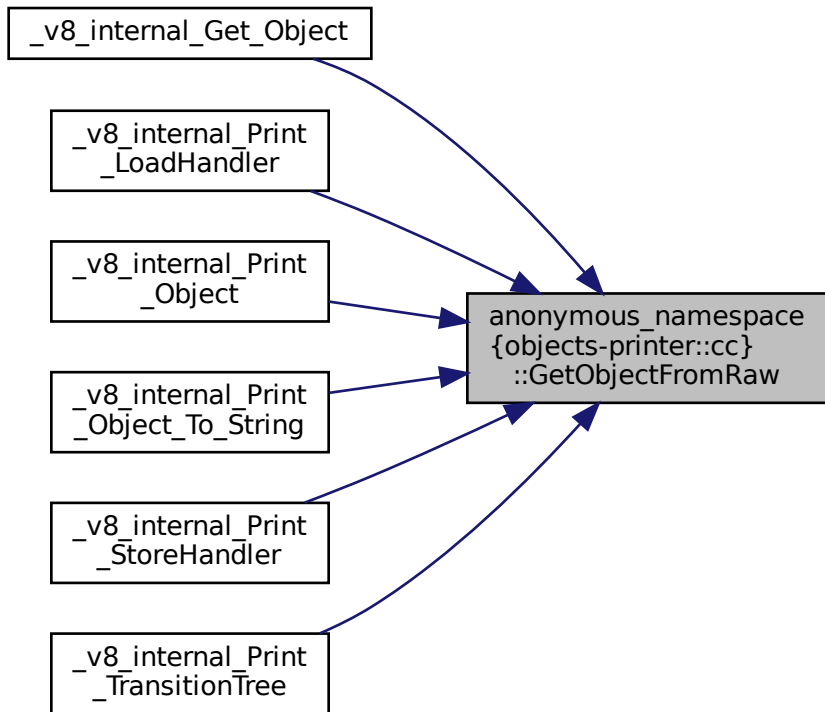 _v8_internal_Get_Object
_v8_internal_Print
_LoadHandler
_v8_internal_Print
_Object
anonymous_namespace
{objects-printer::cc}
::GetObjectFromRaw
_v8_internal_Print
_Object_To_String
_v8_internal_Print
_StoreHandler
_v8_internal_Print
_TransitionTree